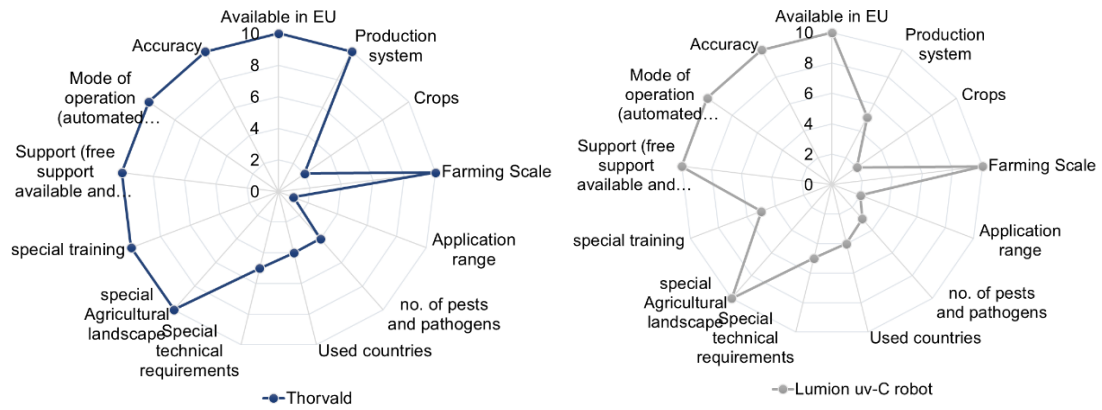 Available in EU
Production
system
Crops
Farming Scale
Application
range
no. of pests
and pathogens
Used countries
Special
technical
requirements
special
Agricultural
landscape
special training
Support (free
support
available and…
Mode of
operation
(automated…
Accuracy
10
8
6
4
2
0
Thorvald
Available in EU
Production
system
Crops
Farming Scale
Application
range
no. of pests
and pathogens
Used countries
Special
technical
requirements
special
Agricultural
landscape
special training
Support (free
support
available and…
Mode of
operation
(automated…
Accuracy
10
8
6
4
2
0
Lumion uv-C robot